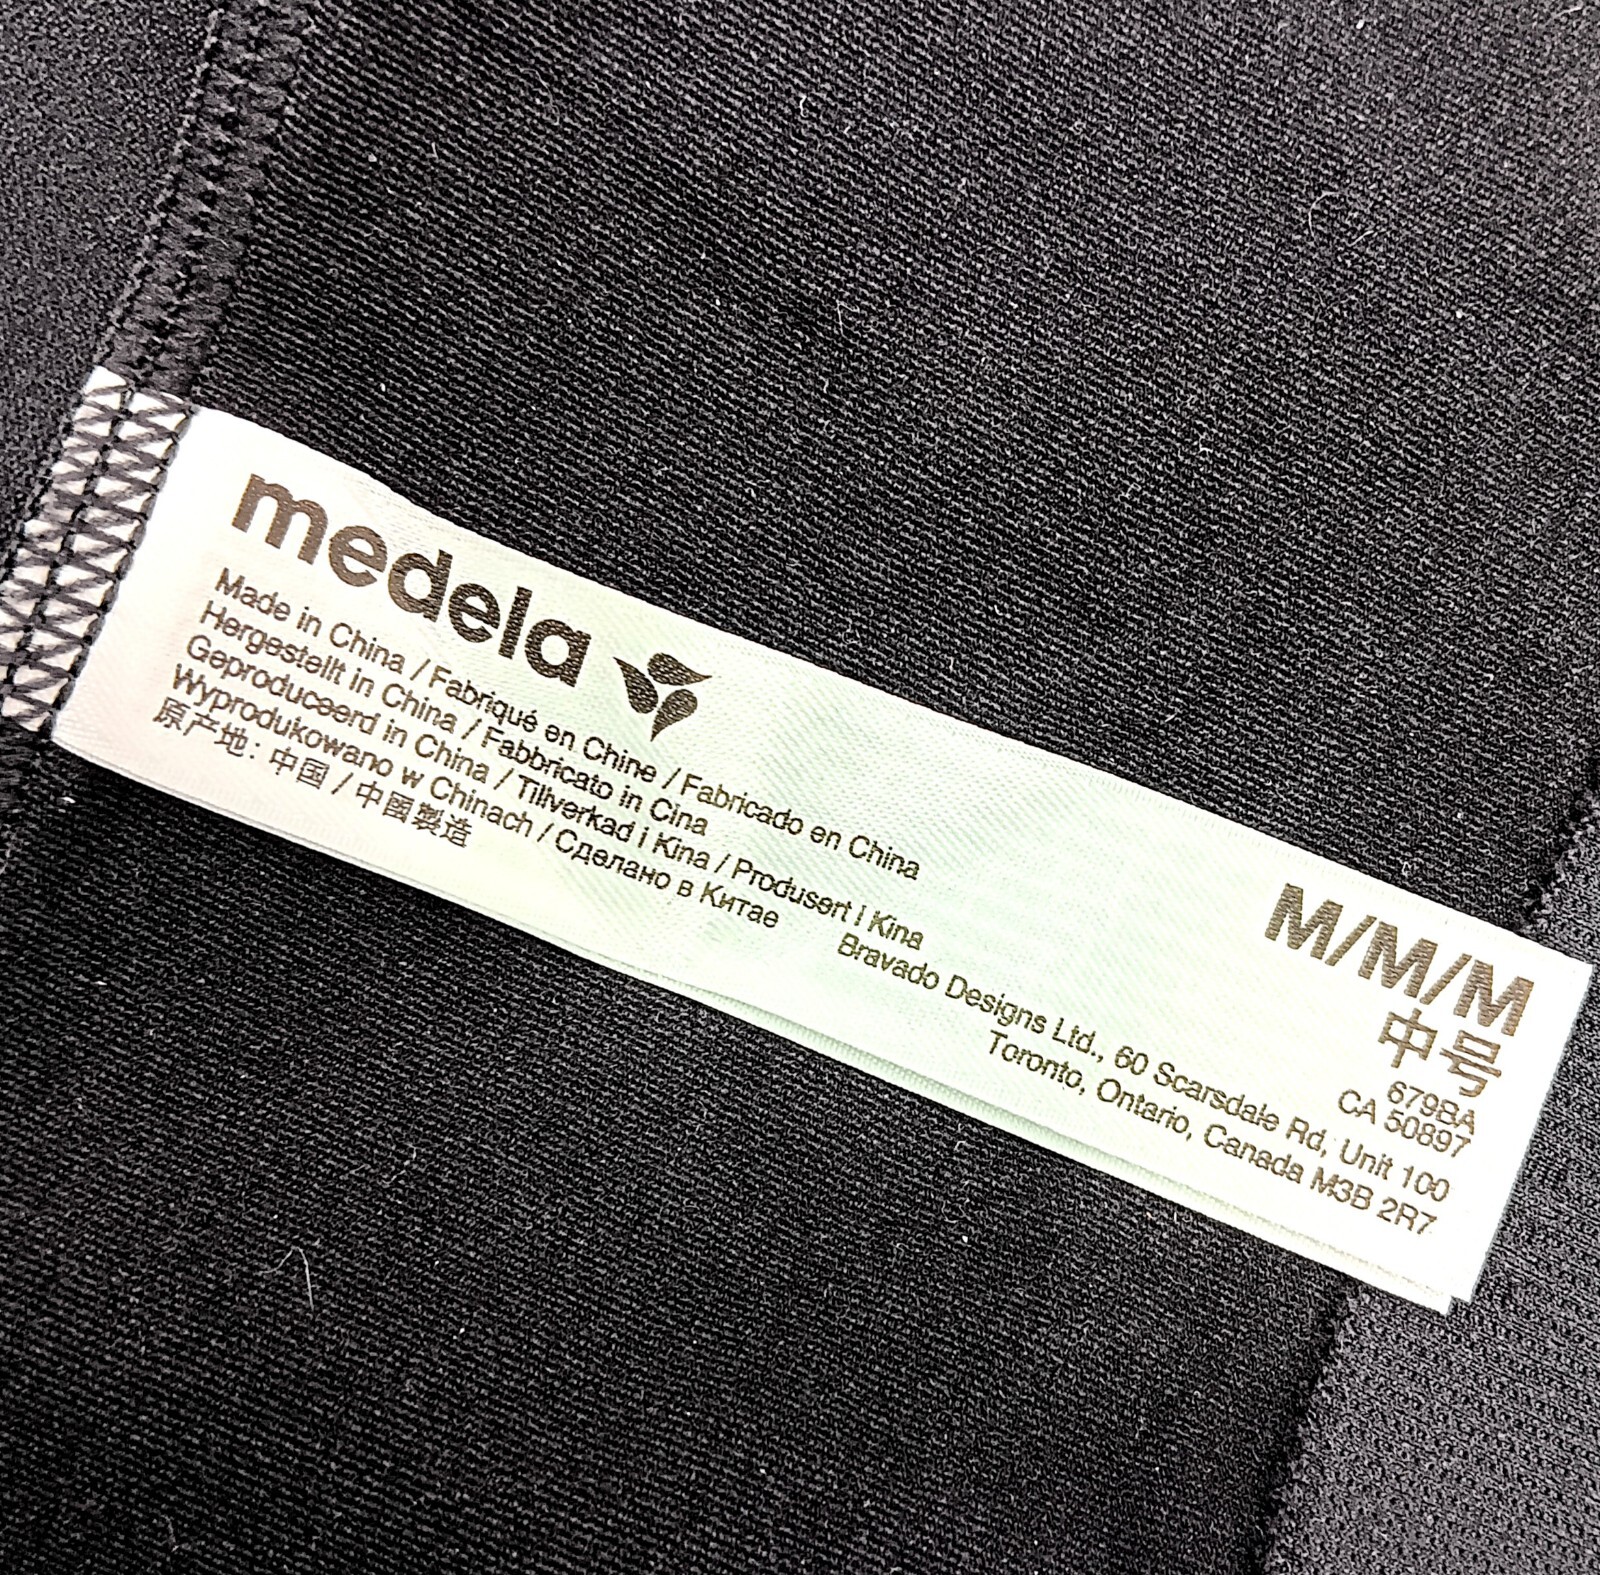 medela
Made in China / Fabriqué en Chine / Fabricado en China
Hergestellt in China / Fabbricato in Cina
Geproduceerd in China / Tillverkad i Kina / Produsert i Kina
Wyprodukowano w Chinach / Сделано в Китае
原产地: 中国 / 中國製造
M/M/M
中号
679BA
CA 50897
Bravado Designs Ltd., 60 Scarsdale Rd, Unit 100
Toronto, Ontario, Canada M3B 2R7